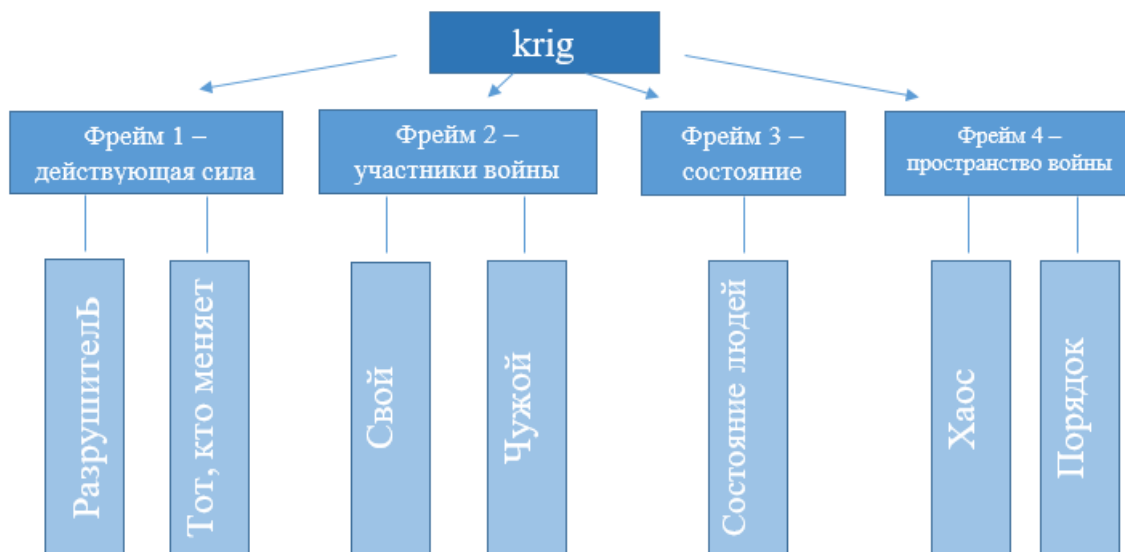 krig
Фрейм 1 –
действующая сила
Фрейм 2 –
участники войны
Фрейм 3 –
состояние
Фрейм 4 –
пространство войны
Разрушитель
Тот, кто меняет
Свой
Чужой
Состояние людей
Хаос
Порядок